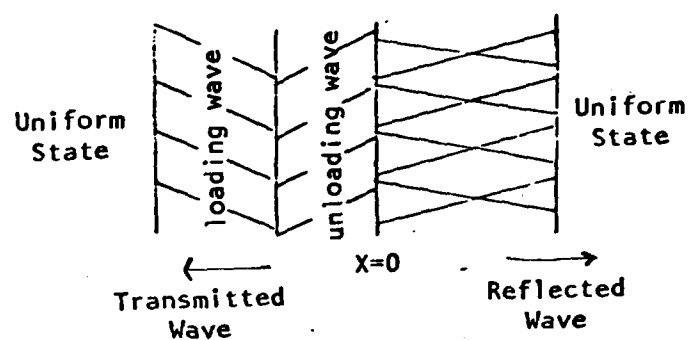 Uniform
State
loading wave
unloading wave
Uniform
State
X=0
Transmitted
Wave
Reflected
Wave